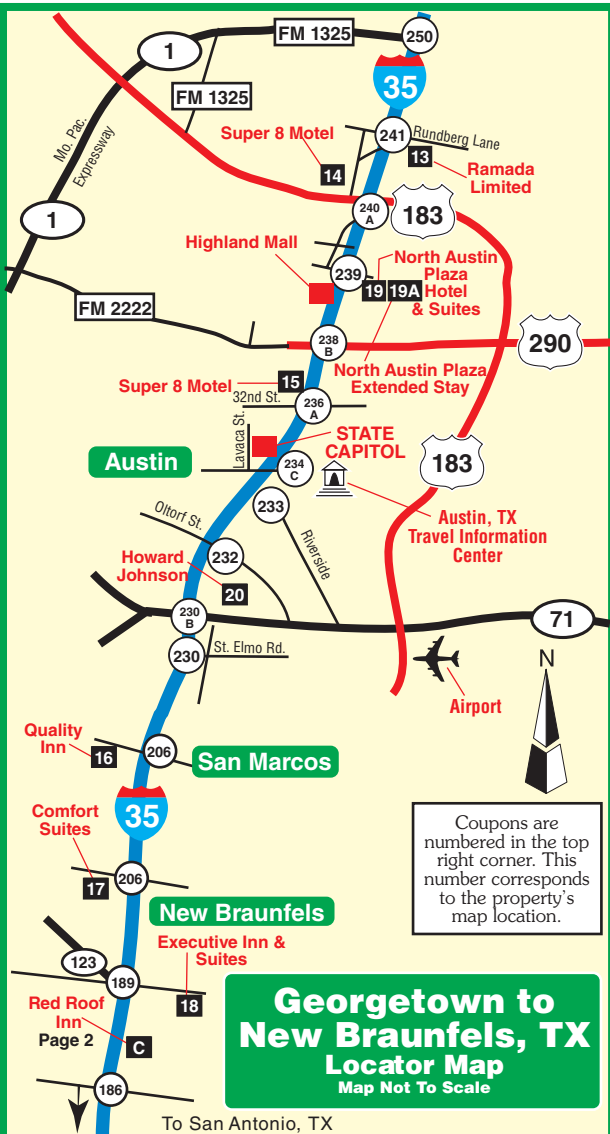 FM 1325
250
1
35
FM 1325
Mo. Pac.
Expressway
Super 8 Motel
241
Rundberg Lane
13
14
Ramada
Limited
1
240
A
183
Highland Mall
239
North Austin
Plaza
Hotel
& Suites
19
19A
FM 2222
238
B
290
North Austin Plaza
Extended Stay
Super 8 Motel
15
32nd St.
236
A
Lavaca St.
STATE
CAPITOL
Austin
234
C
183
233
Oltorf St.
Riverside
Austin, TX
Travel Information
Center
232
Howard
Johnson
20
230
B
71
230
St. Elmo Rd.
N
Airport
Quality
Inn
16
206
San Marcos
35
Comfort
Suites
17
206
Coupons are
numbered in the top
right corner. This
number corresponds
to the property's
map location.
New Braunfels
Executive Inn &
Suites
123
189
18
Red Roof
Inn
Page 2
C
Georgetown to
New Braunfels, TX
Locator Map
Map Not To Scale
186
To San Antonio, TX